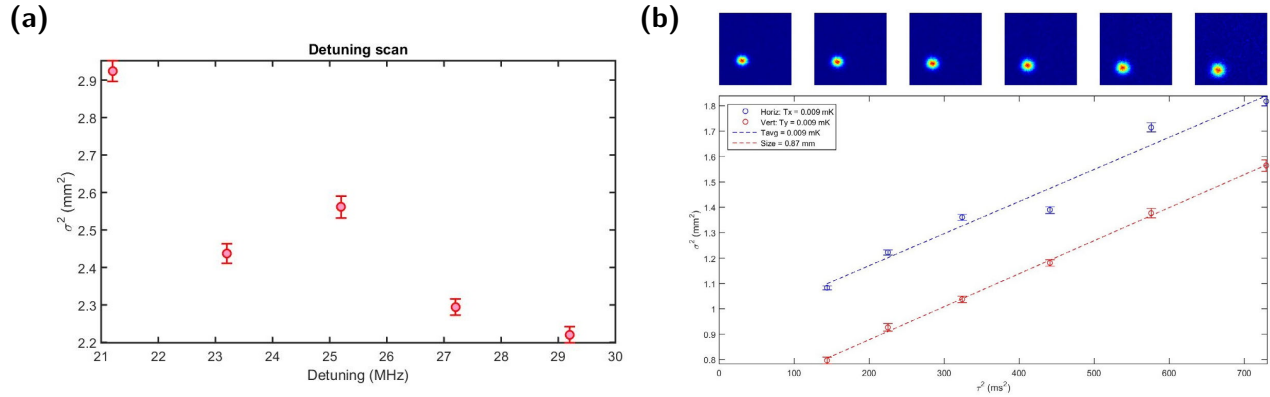 (a)
Detuning scan
σ² (mm²)
2.9
2.8
2.7
2.6
2.5
2.4
2.3
2.2
21 22 23 24 25 26 27 28 29 30
Detuning (MHz)
(b)
Horiz: Tx = 0.009 mK
Vert: Ty = 0.009 mK
Tavg = 0.009 mK
Size = 0.87 mm
σ² (mm²)
1.8
1.7
1.6
1.5
1.4
1.3
1.2
1.1
1
0.9
0.8
0 100 200 300 400 500 600 700
τ² (ms²)